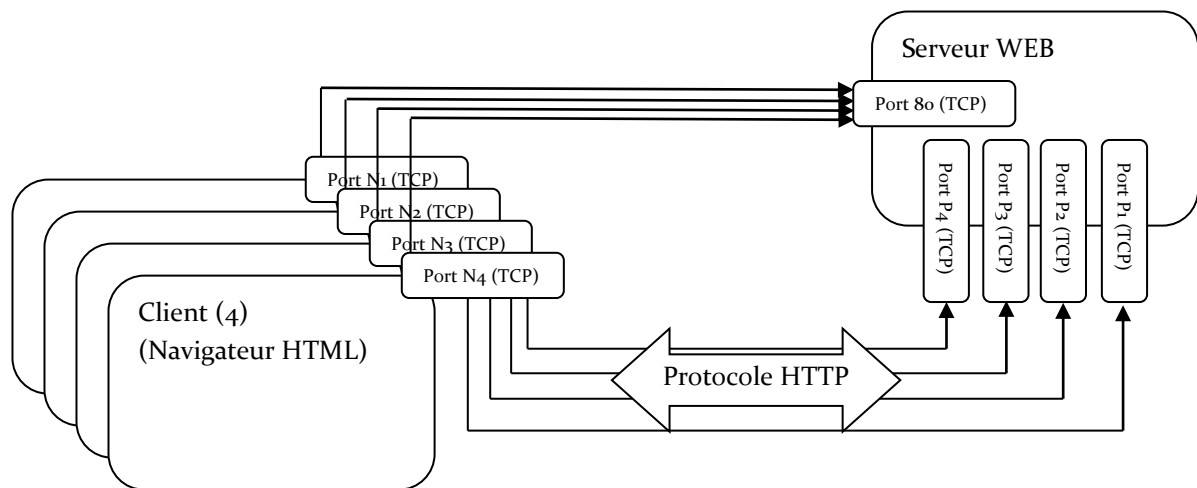 Serveur WEB
Port 80 (TCP)
Port N1 (TCP)
Port N2 (TCP)
Port N3 (TCP)
Port N4 (TCP)
Port P4 (TCP)
Port P3 (TCP)
Port P2 (TCP)
Port P1 (TCP)
Client (4)
(Navigateur HTML)
Protocole HTTP